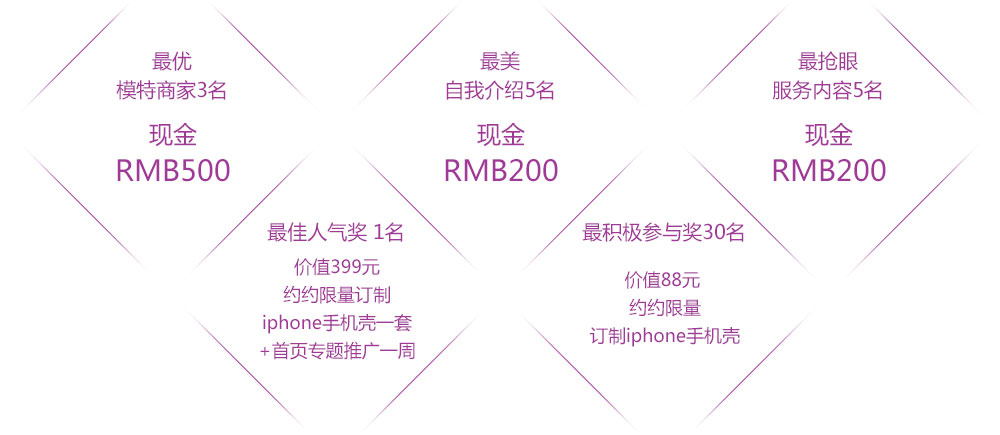 最优
模特商家3名
现金
RMB500
最美
自我介绍5名
现金
RMB200
最抢眼
服务内容5名
现金
RMB200
最佳人气奖 1名
价值399元
约约限量订制
iphone手机壳一套
+首页专题推广一周
最积极参与奖30名
价值88元
约约限量
订制iphone手机壳